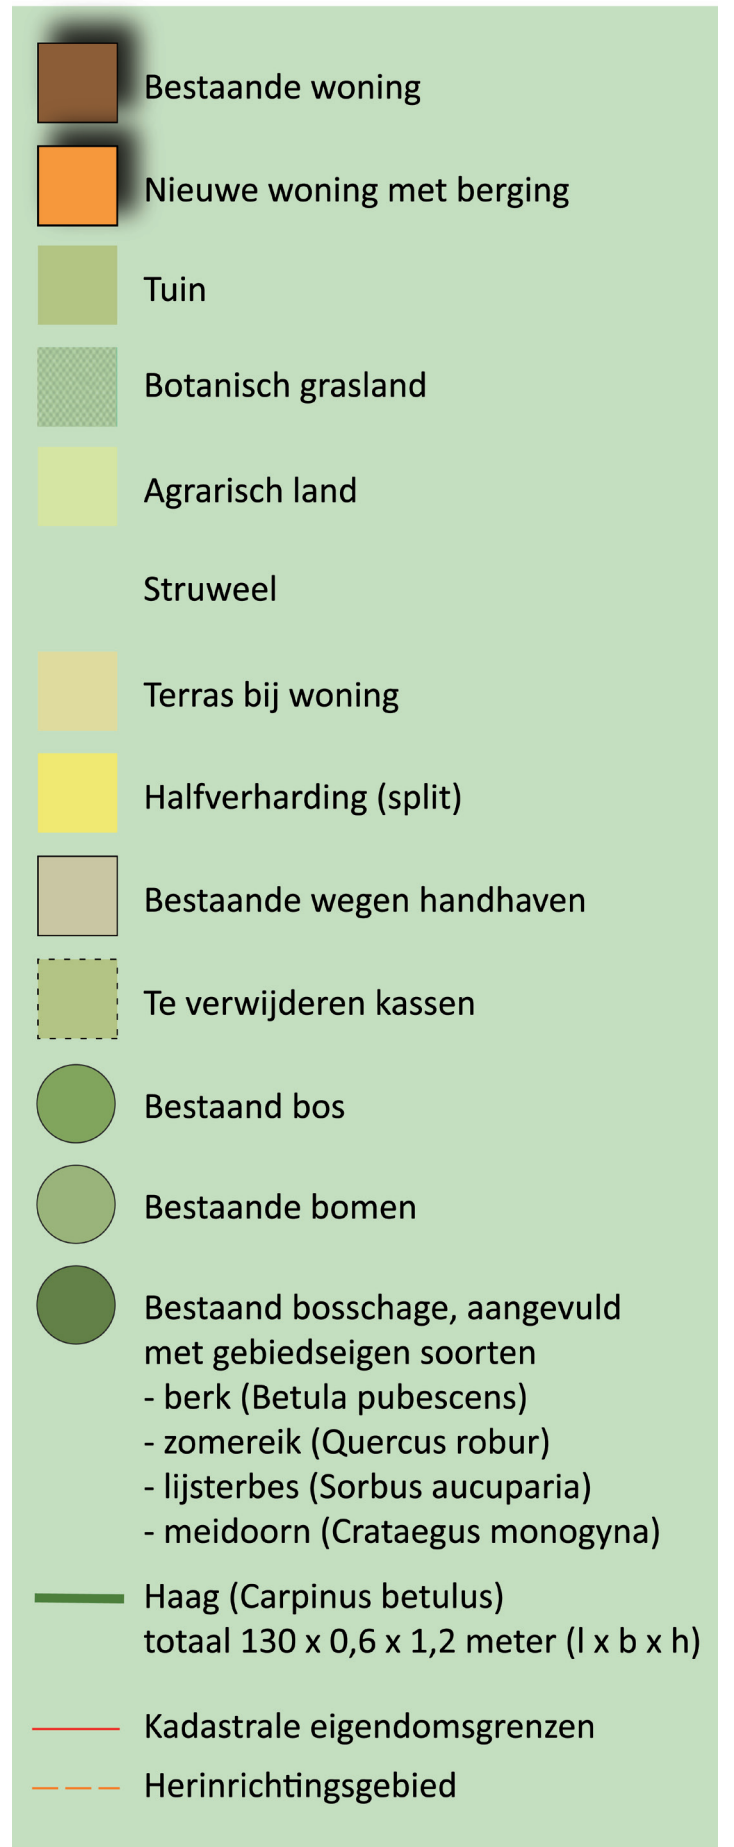 Bestaande woning
Nieuwe woning met berging
Tuin
Botanisch grasland
Agrarisch land
Struweel
Terras bij woning
Halfverharding (split)
Bestaande wegen handhaven
Te verwijderen kassen
Bestaand bos
Bestaande bomen
Bestaand bosschage, aangevuld
met gebiedseigen soorten
- berk (Betula pubescens)
- zomereik (Quercus robur)
- lijsterbes (Sorbus aucuparia)
- meidoorn (Crataegus monogyna)
Haag (Carpinus betulus)
totaal 130 x 0,6 x 1,2 meter (l x b x h)
Kadastrale eigendomsgrenzen
Herinrichtingsgebied